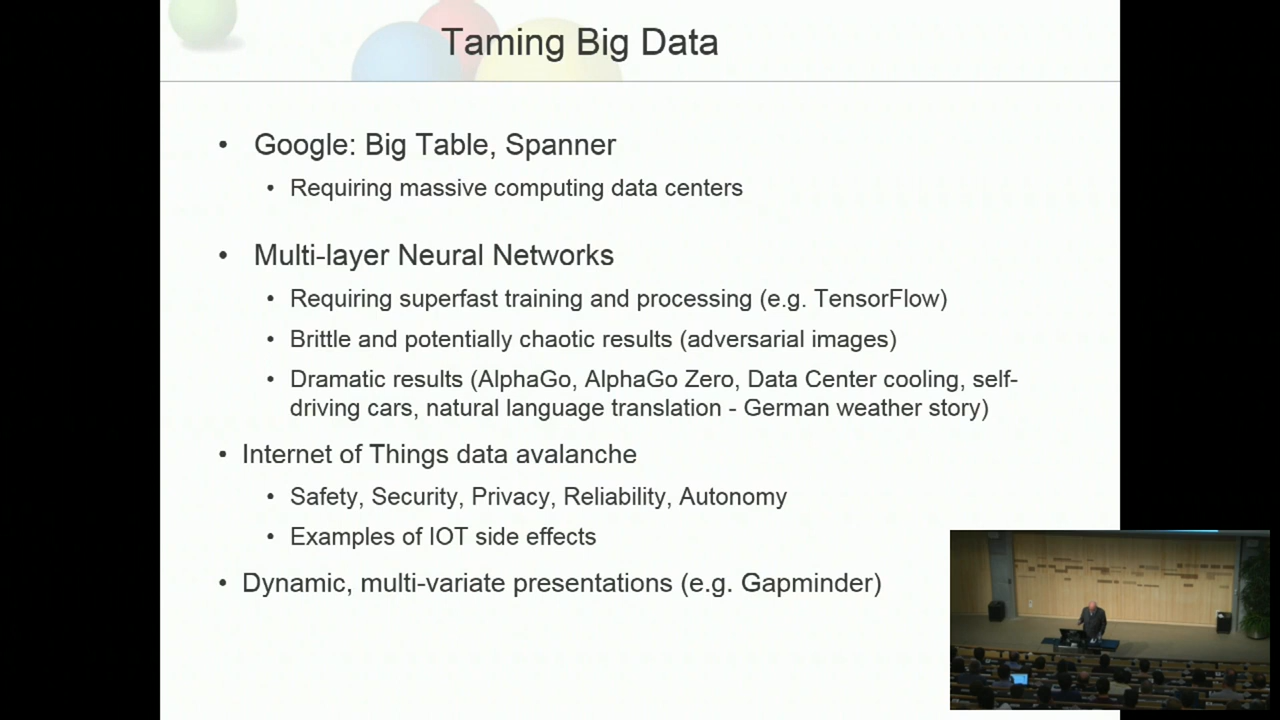 Taming Big Data
• Google: Big Table, Spanner
• Requiring massive computing data centers
• Multi-layer Neural Networks
• Requiring superfast training and processing (e.g. TensorFlow)
• Brittle and potentially chaotic results (adversarial images)
• Dramatic results (AlphaGo, AlphaGo Zero, Data Center cooling, self-
driving cars, natural language translation - German weather story)
• Internet of Things data avalanche
• Safety, Security, Privacy, Reliability, Autonomy
• Examples of IOT side effects
• Dynamic, multi-variate presentations (e.g. Gapminder)